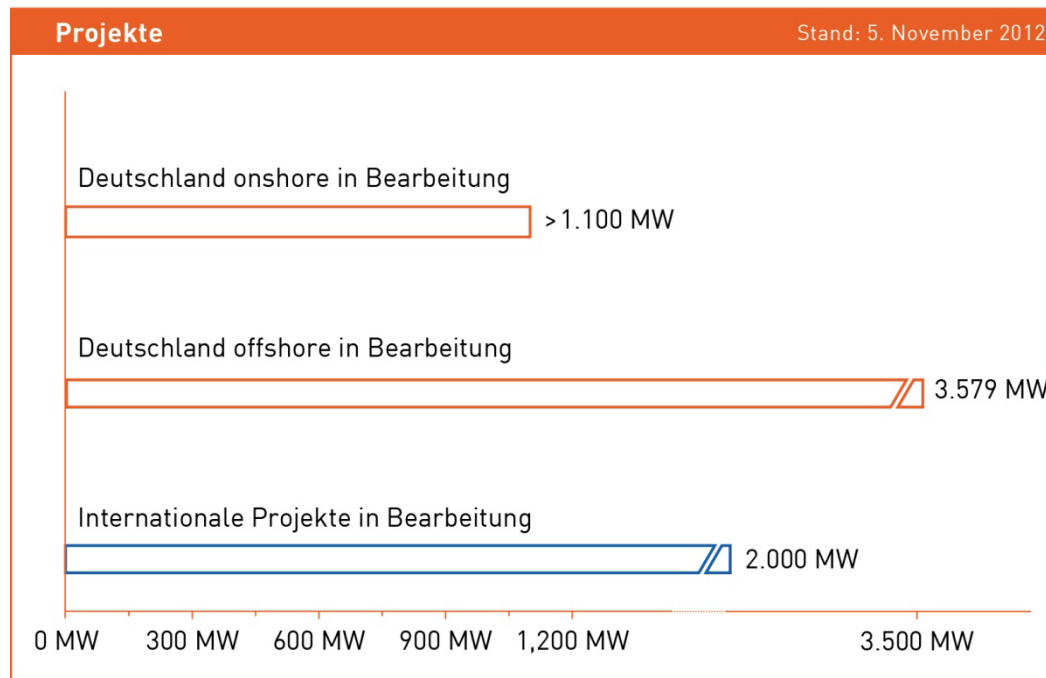 Projekte
Stand: 5. November 2012
Deutschland onshore in Bearbeitung
>1.100 MW
Deutschland offshore in Bearbeitung
3.579 MW
Internationale Projekte in Bearbeitung
2.000 MW
0 MW 300 MW 600 MW 900 MW 1,200 MW 3.500 MW